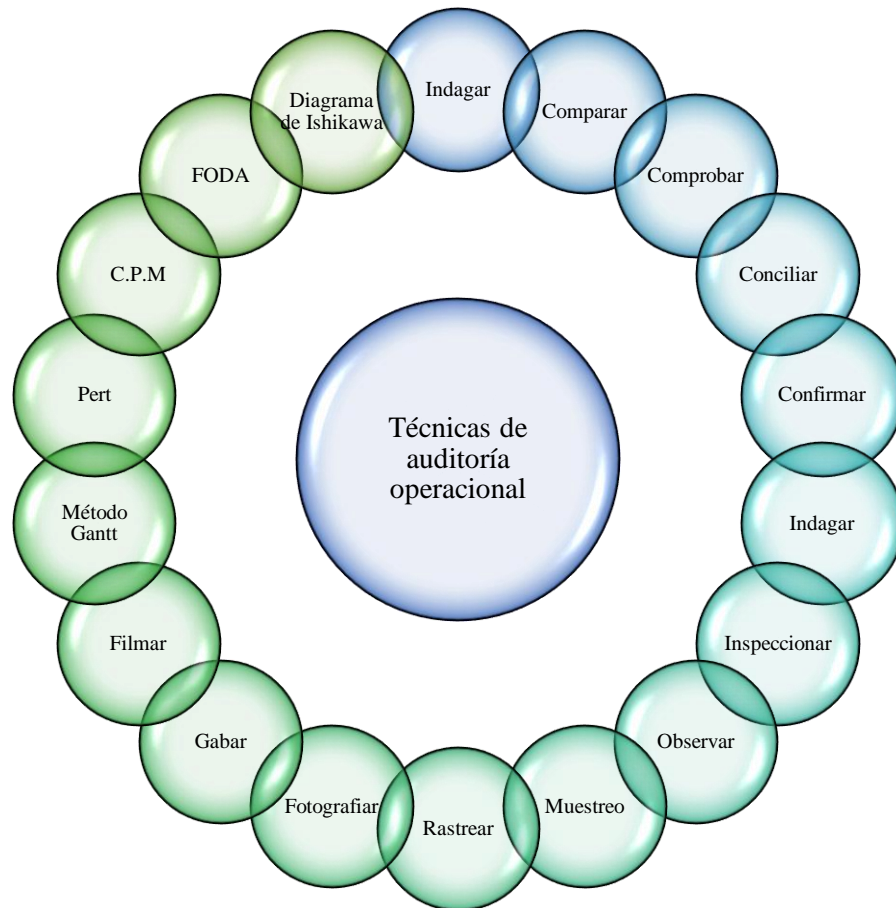 Técnicas de
auditoría
operacional
Indagar
Comparar
Comprobar
Conciliar
Confirmar
Indagar
Inspeccionar
Observar
Muestreo
Rastrear
Fotografiar
Gabar
Filmar
Método
Gantt
Pert
C.P.M
FODA
Diagrama
de Ishikawa